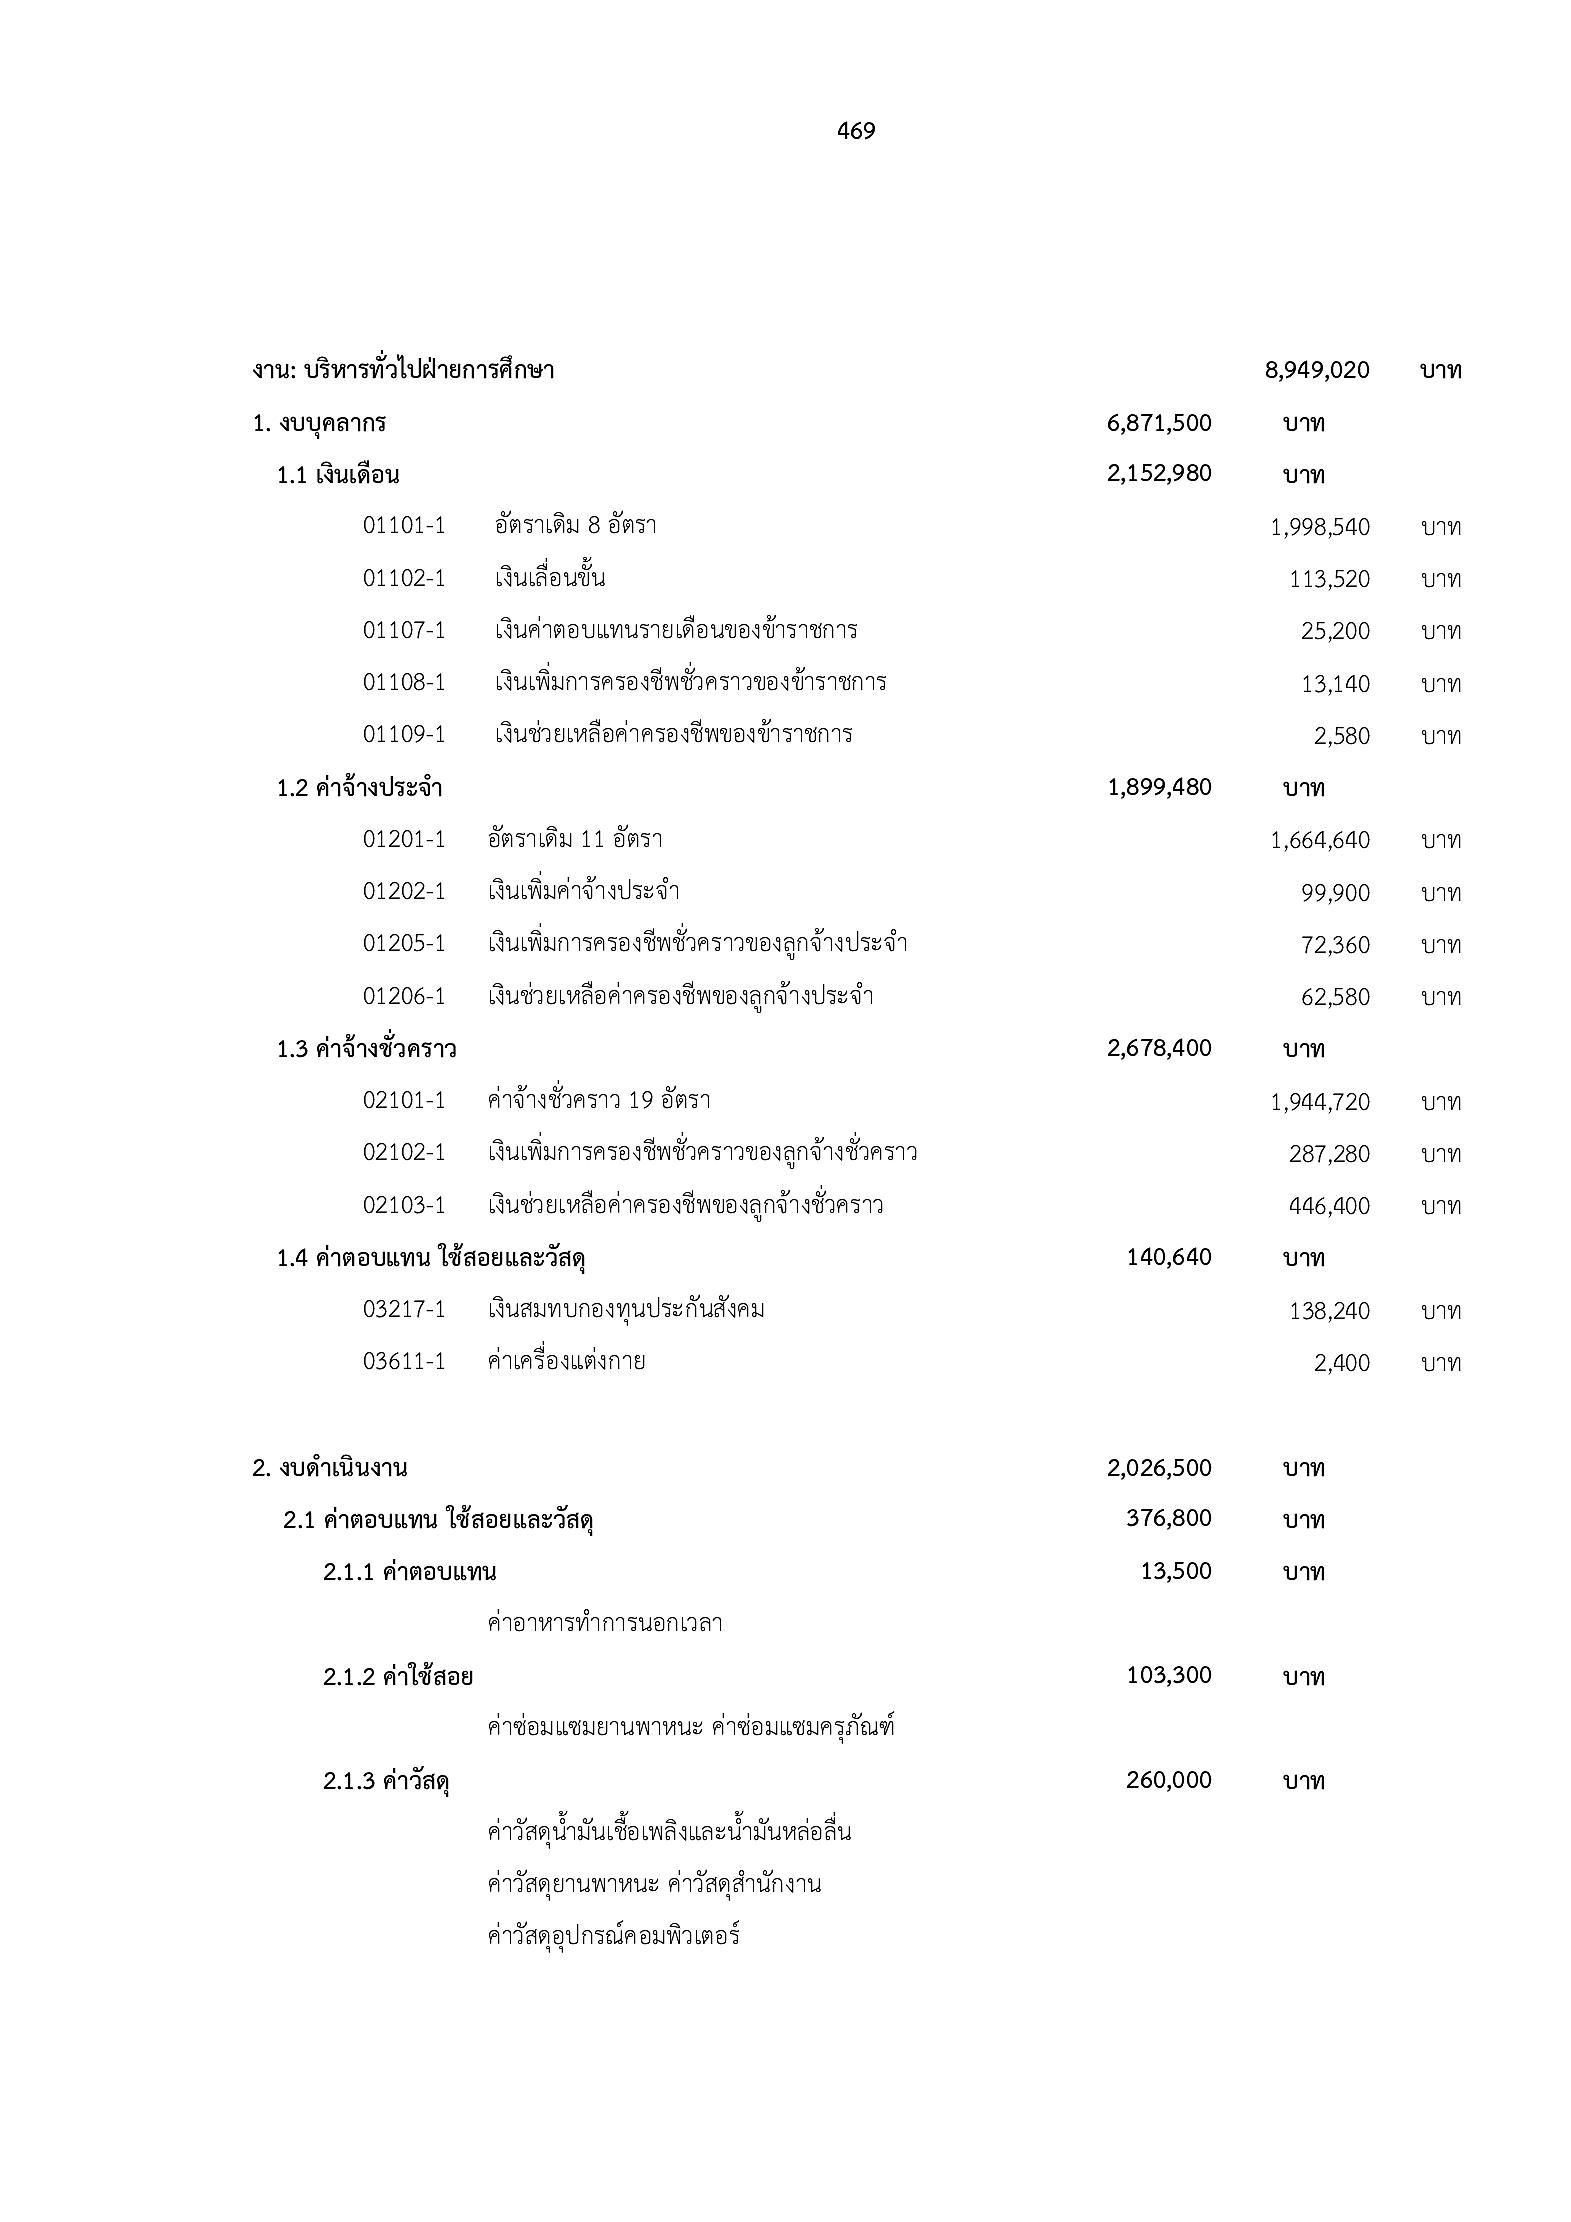 469
งาน: บริหารทั่วไปฝ่ายการศึกษา 8,949,020 บาท
1. งบบุคลากร 6,871,500 บาท
1.1 เงินเดือน 2,152,980 บาท
01101-1 อัตราเดิม 8 อัตรา 1,998,540 บาท
01102-1 เงินเลื่อนขั้น 113,520 บาท
01107-1 เงินค่าตอบแทนรายเดือนของข้าราชการ 25,200 บาท
01108-1 เงินเพิ่มการครองชีพชั่วคราวของข้าราชการ 13,140 บาท
01109-1 เงินช่วยเหลือค่าครองชีพของข้าราชการ 2,580 บาท
1.2 ค่าจ้างประจำ 1,899,480 บาท
01201-1 อัตราเดิม 11 อัตรา 1,664,640 บาท
01202-1 เงินเพิ่มค่าจ้างประจำ 99,900 บาท
01205-1 เงินเพิ่มการครองชีพชั่วคราวของลูกจ้างประจำ 72,360 บาท
01206-1 เงินช่วยเหลือค่าครองชีพของลูกจ้างประจำ 62,580 บาท
1.3 ค่าจ้างชั่วคราว 2,678,400 บาท
02101-1 ค่าจ้างชั่วคราว 19 อัตรา 1,944,720 บาท
02102-1 เงินเพิ่มการครองชีพชั่วคราวของลูกจ้างชั่วคราว 287,280 บาท
02103-1 เงินช่วยเหลือค่าครองชีพของลูกจ้างชั่วคราว 446,400 บาท
1.4 ค่าตอบแทน ใช้สอยและวัสดุ 140,640 บาท
03217-1 เงินสมทบกองทุนประกันสังคม 138,240 บาท
03611-1 ค่าเครื่องแต่งกาย 2,400 บาท
2. งบดำเนินงาน 2,026,500 บาท
2.1 ค่าตอบแทน ใช้สอยและวัสดุ 376,800 บาท
2.1.1 ค่าตอบแทน 13,500 บาท
ค่าอาหารทำการนอกเวลา
2.1.2 ค่าใช้สอย 103,300 บาท
ค่าซ่อมแซมยานพาหนะ ค่าซ่อมแซมครุภัณฑ์
2.1.3 ค่าวัสดุ 260,000 บาท
ค่าวัสดุน้ำมันเชื้อเพลิงและน้ำมันหล่อลื่น
ค่าวัสดุยานพาหนะ ค่าวัสดุสำนักงาน
ค่าวัสดุอุปกรณ์คอมพิวเตอร์